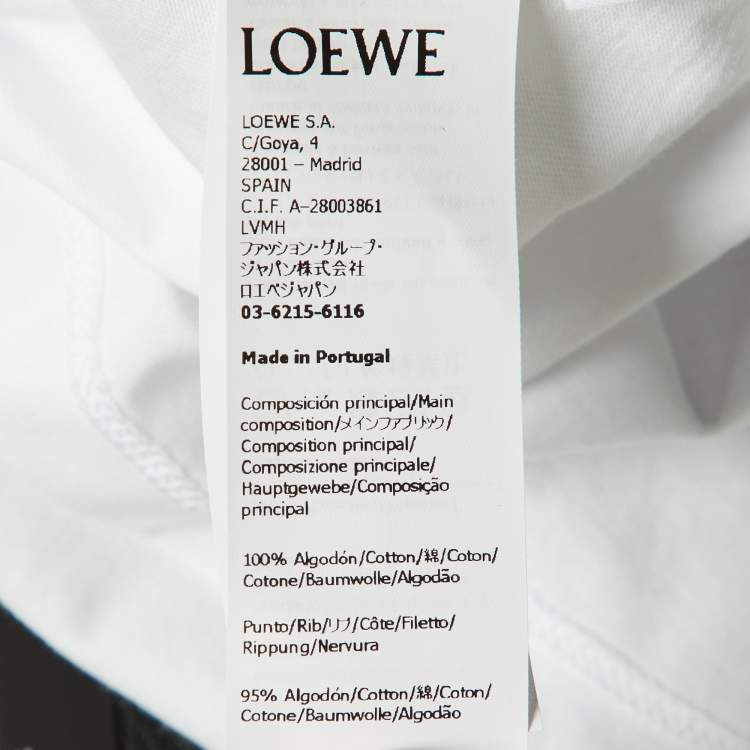 LOEWE
LOEWE S.A.
C/Goya, 4
28001 – Madrid
SPAIN
C.I.F. A–28003861
LVMH
ファッション・グループ・
ジャパン株式会社
ロエベジャパン
03-6215-6116
Made in Portugal
Composición principal/Main
composition/メインファブリック/
Composition principal/
Composizione principale/
Hauptgewebe/Composição
principal
100% Algodón/Cotton/綿/Coton/
Cotone/Baumwolle/Algodão
Punto/Rib/リブ/Côte/Filetto/
Rippung/Nervura
95% Algodón/Cotton/綿/Coton/
Cotone/Baumwolle/Algodão